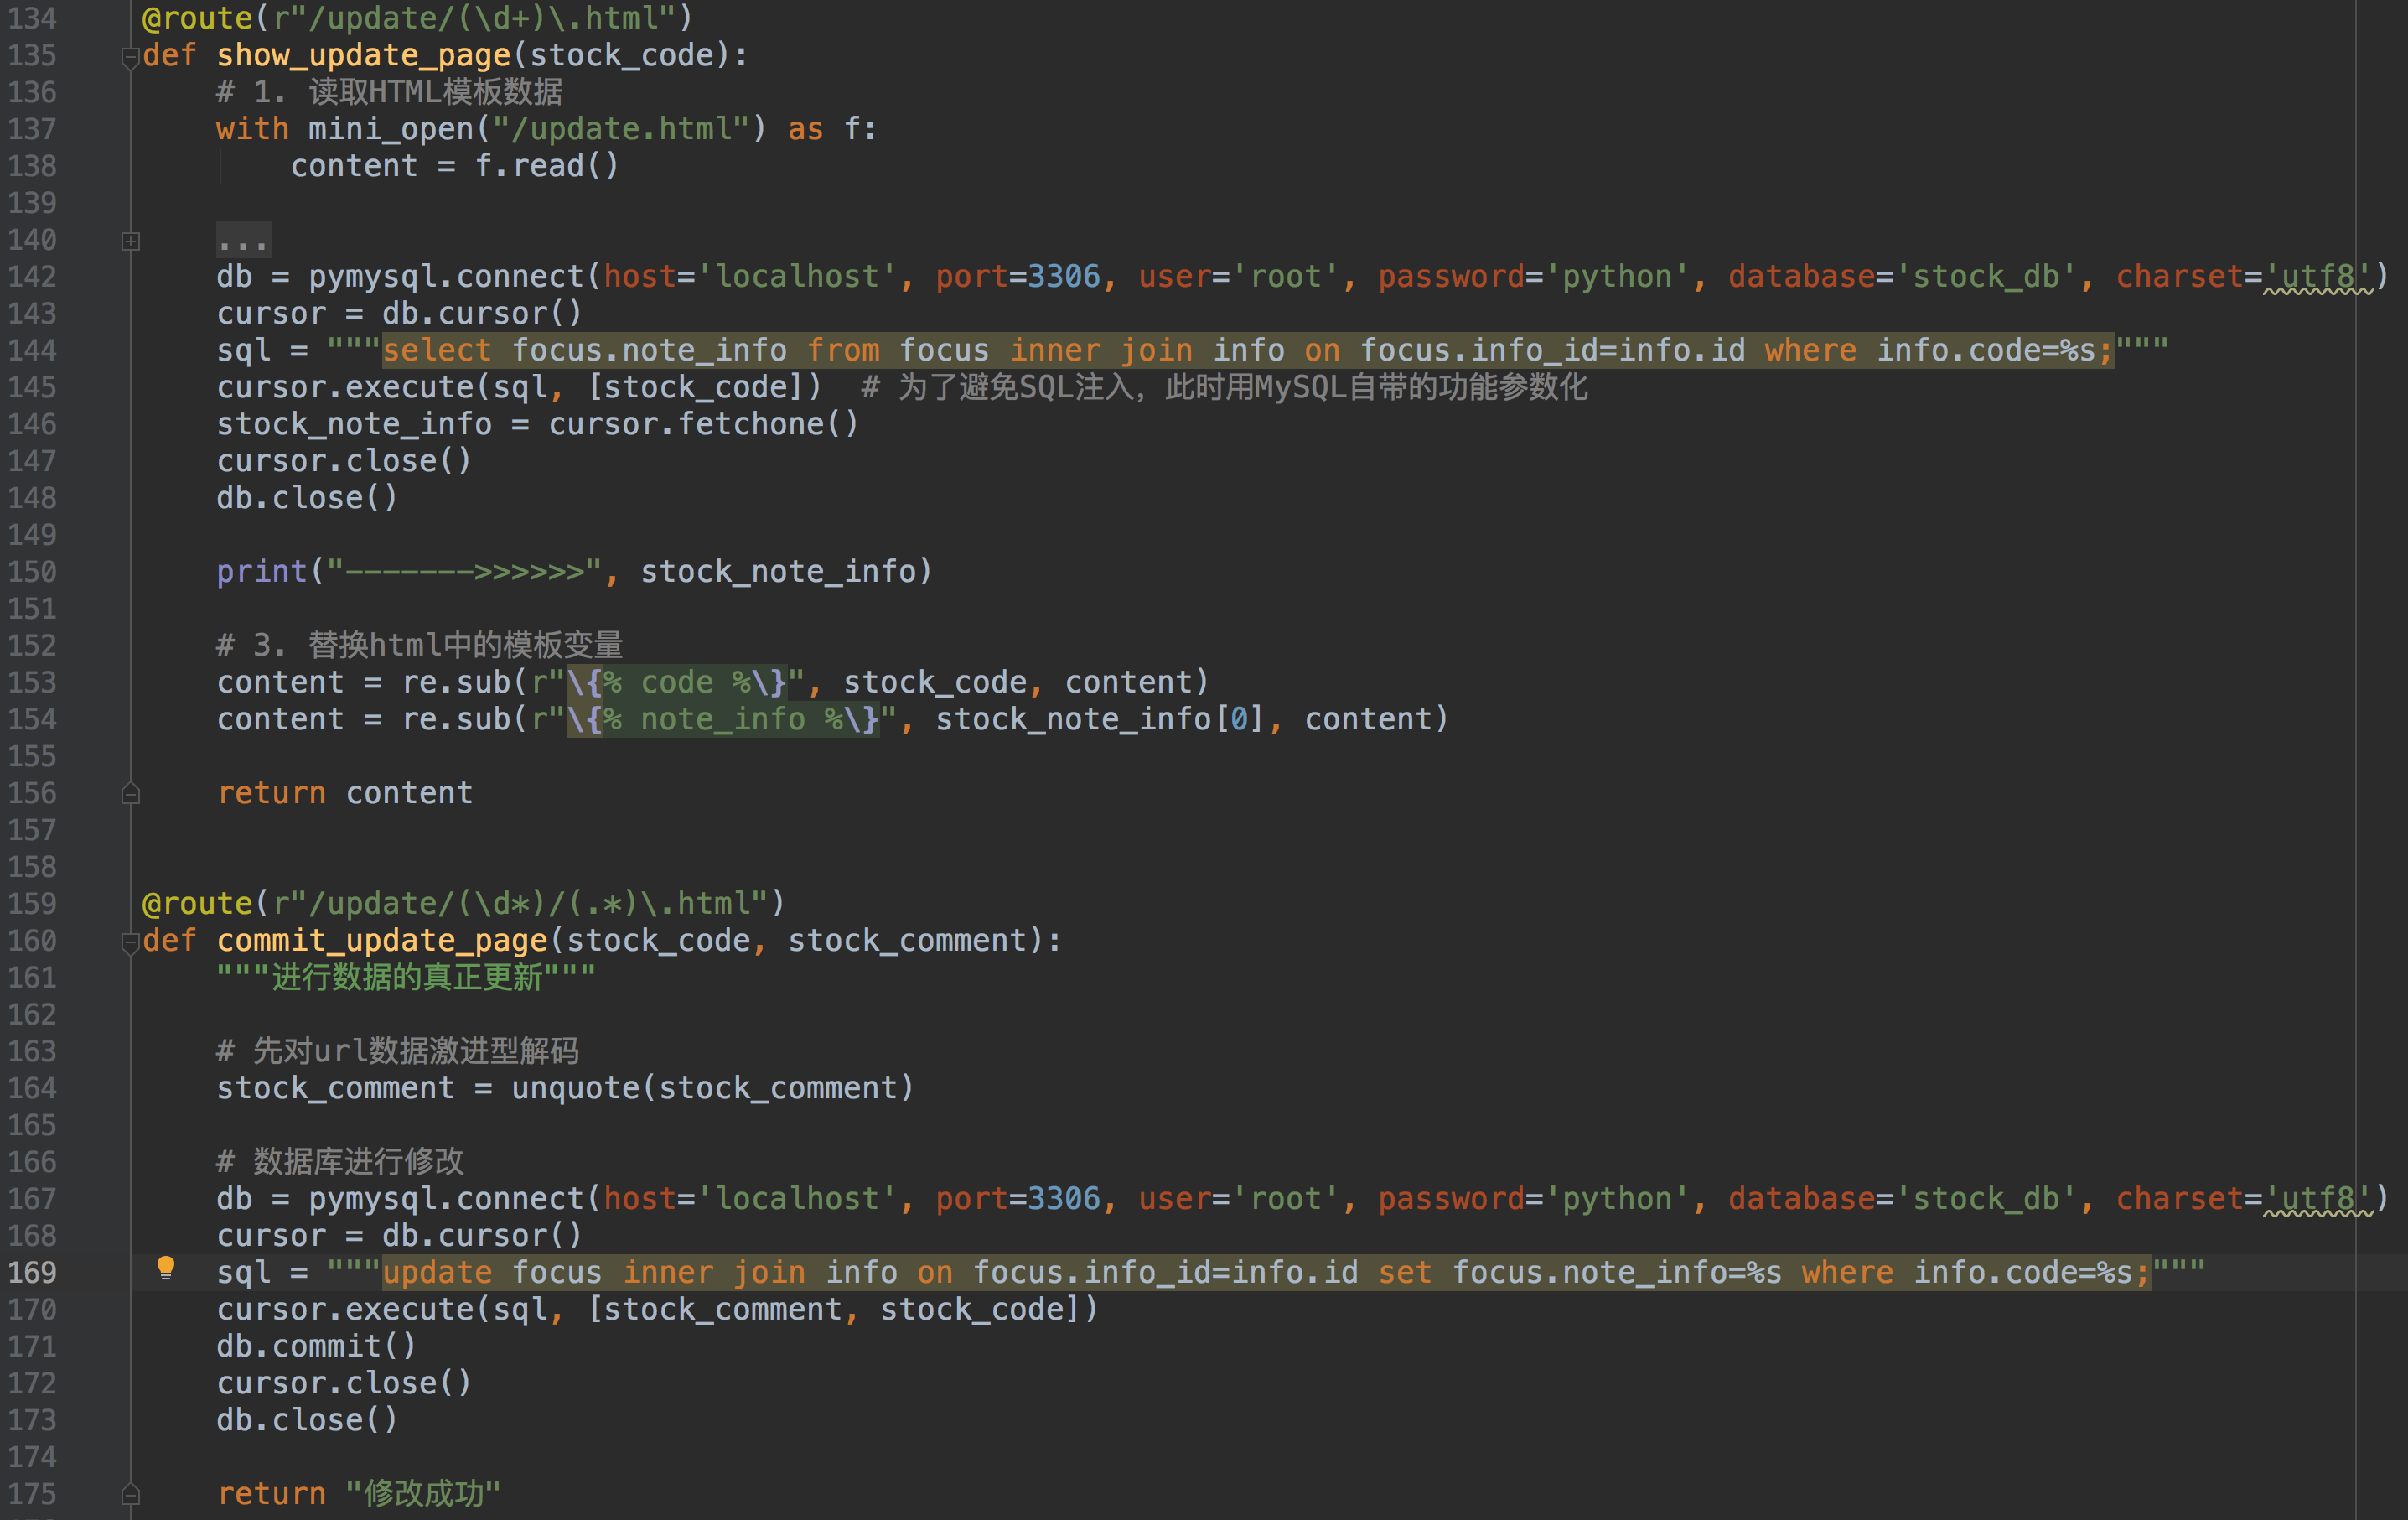 134 @route(r"/update/(\d+)\.html")
135 def show_update_page(stock_code):
136     # 1. 读取HTML模板数据
137     with mini_open("/update.html") as f:
138         content = f.read()
139
140     ...
142     db = pymysql.connect(host='localhost', port=3306, user='root', password='python', database='stock_db', charset='utf8')
143     cursor = db.cursor()
144     sql = """select focus.note_info from focus inner join info on focus.info_id=info.id where info.code=%s;"""
145     cursor.execute(sql, [stock_code])  # 为了避免SQL注入，此时用MySQL自带的功能参数化
146     stock_note_info = cursor.fetchone()
147     cursor.close()
148     db.close()
149
150     print("------->>>>>>", stock_note_info)
151
152     # 3. 替换html中的模板变量
153     content = re.sub(r"\{% code %\}", stock_code, content)
154     content = re.sub(r"\{% note_info %\}", stock_note_info[0], content)
155
156     return content
157
158
159 @route(r"/update/(\d*)/(.*)\.html")
160 def commit_update_page(stock_code, stock_comment):
161     """进行数据的真正更新"""
162
163     # 先对url数据激进型解码
164     stock_comment = unquote(stock_comment)
165
166     # 数据库进行修改
167     db = pymysql.connect(host='localhost', port=3306, user='root', password='python', database='stock_db', charset='utf8')
168     cursor = db.cursor()
169     sql = """update focus inner join info on focus.info_id=info.id set focus.note_info=%s where info.code=%s;"""
170     cursor.execute(sql, [stock_comment, stock_code])
171     db.commit()
172     cursor.close()
173     db.close()
174
175     return "修改成功"